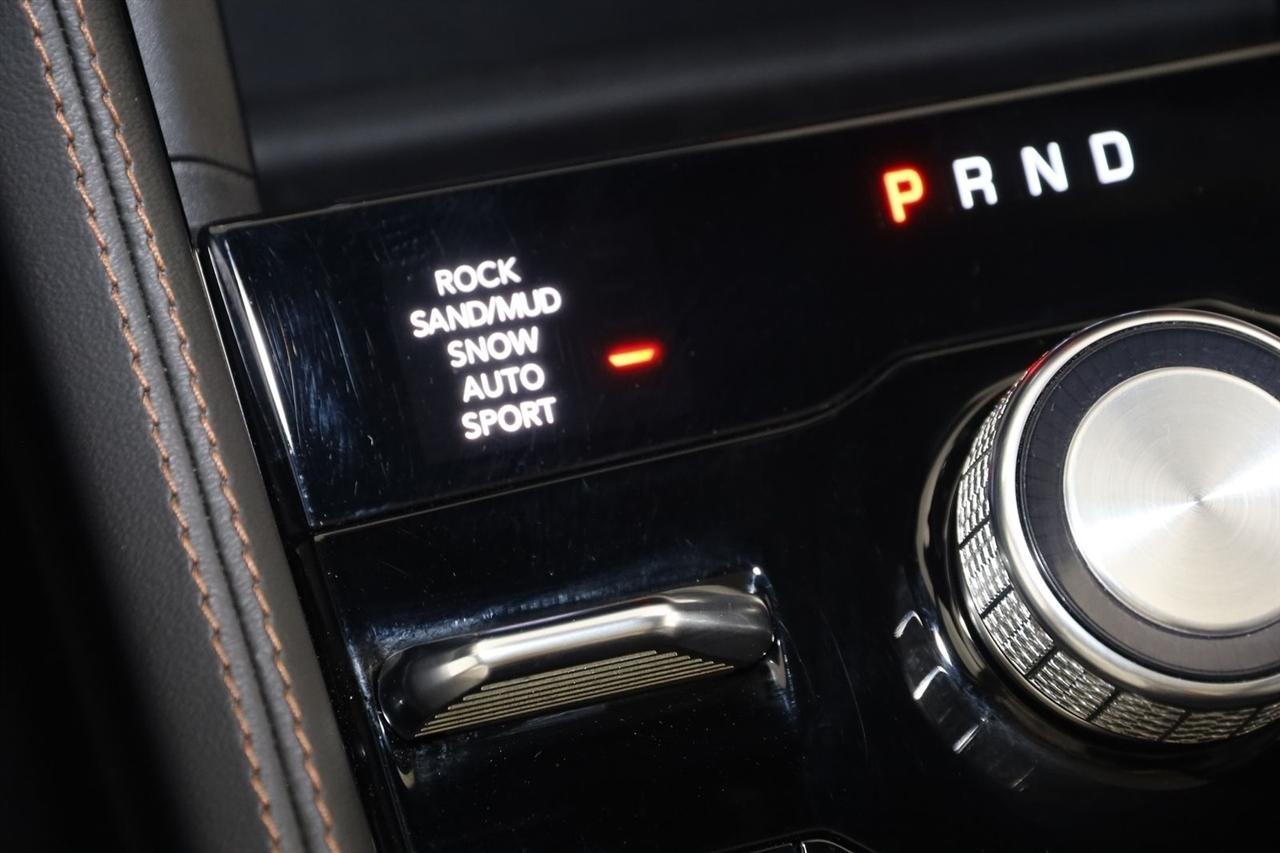 P R N D
ROCK
SAND/MUD
SNOW
AUTO
SPORT